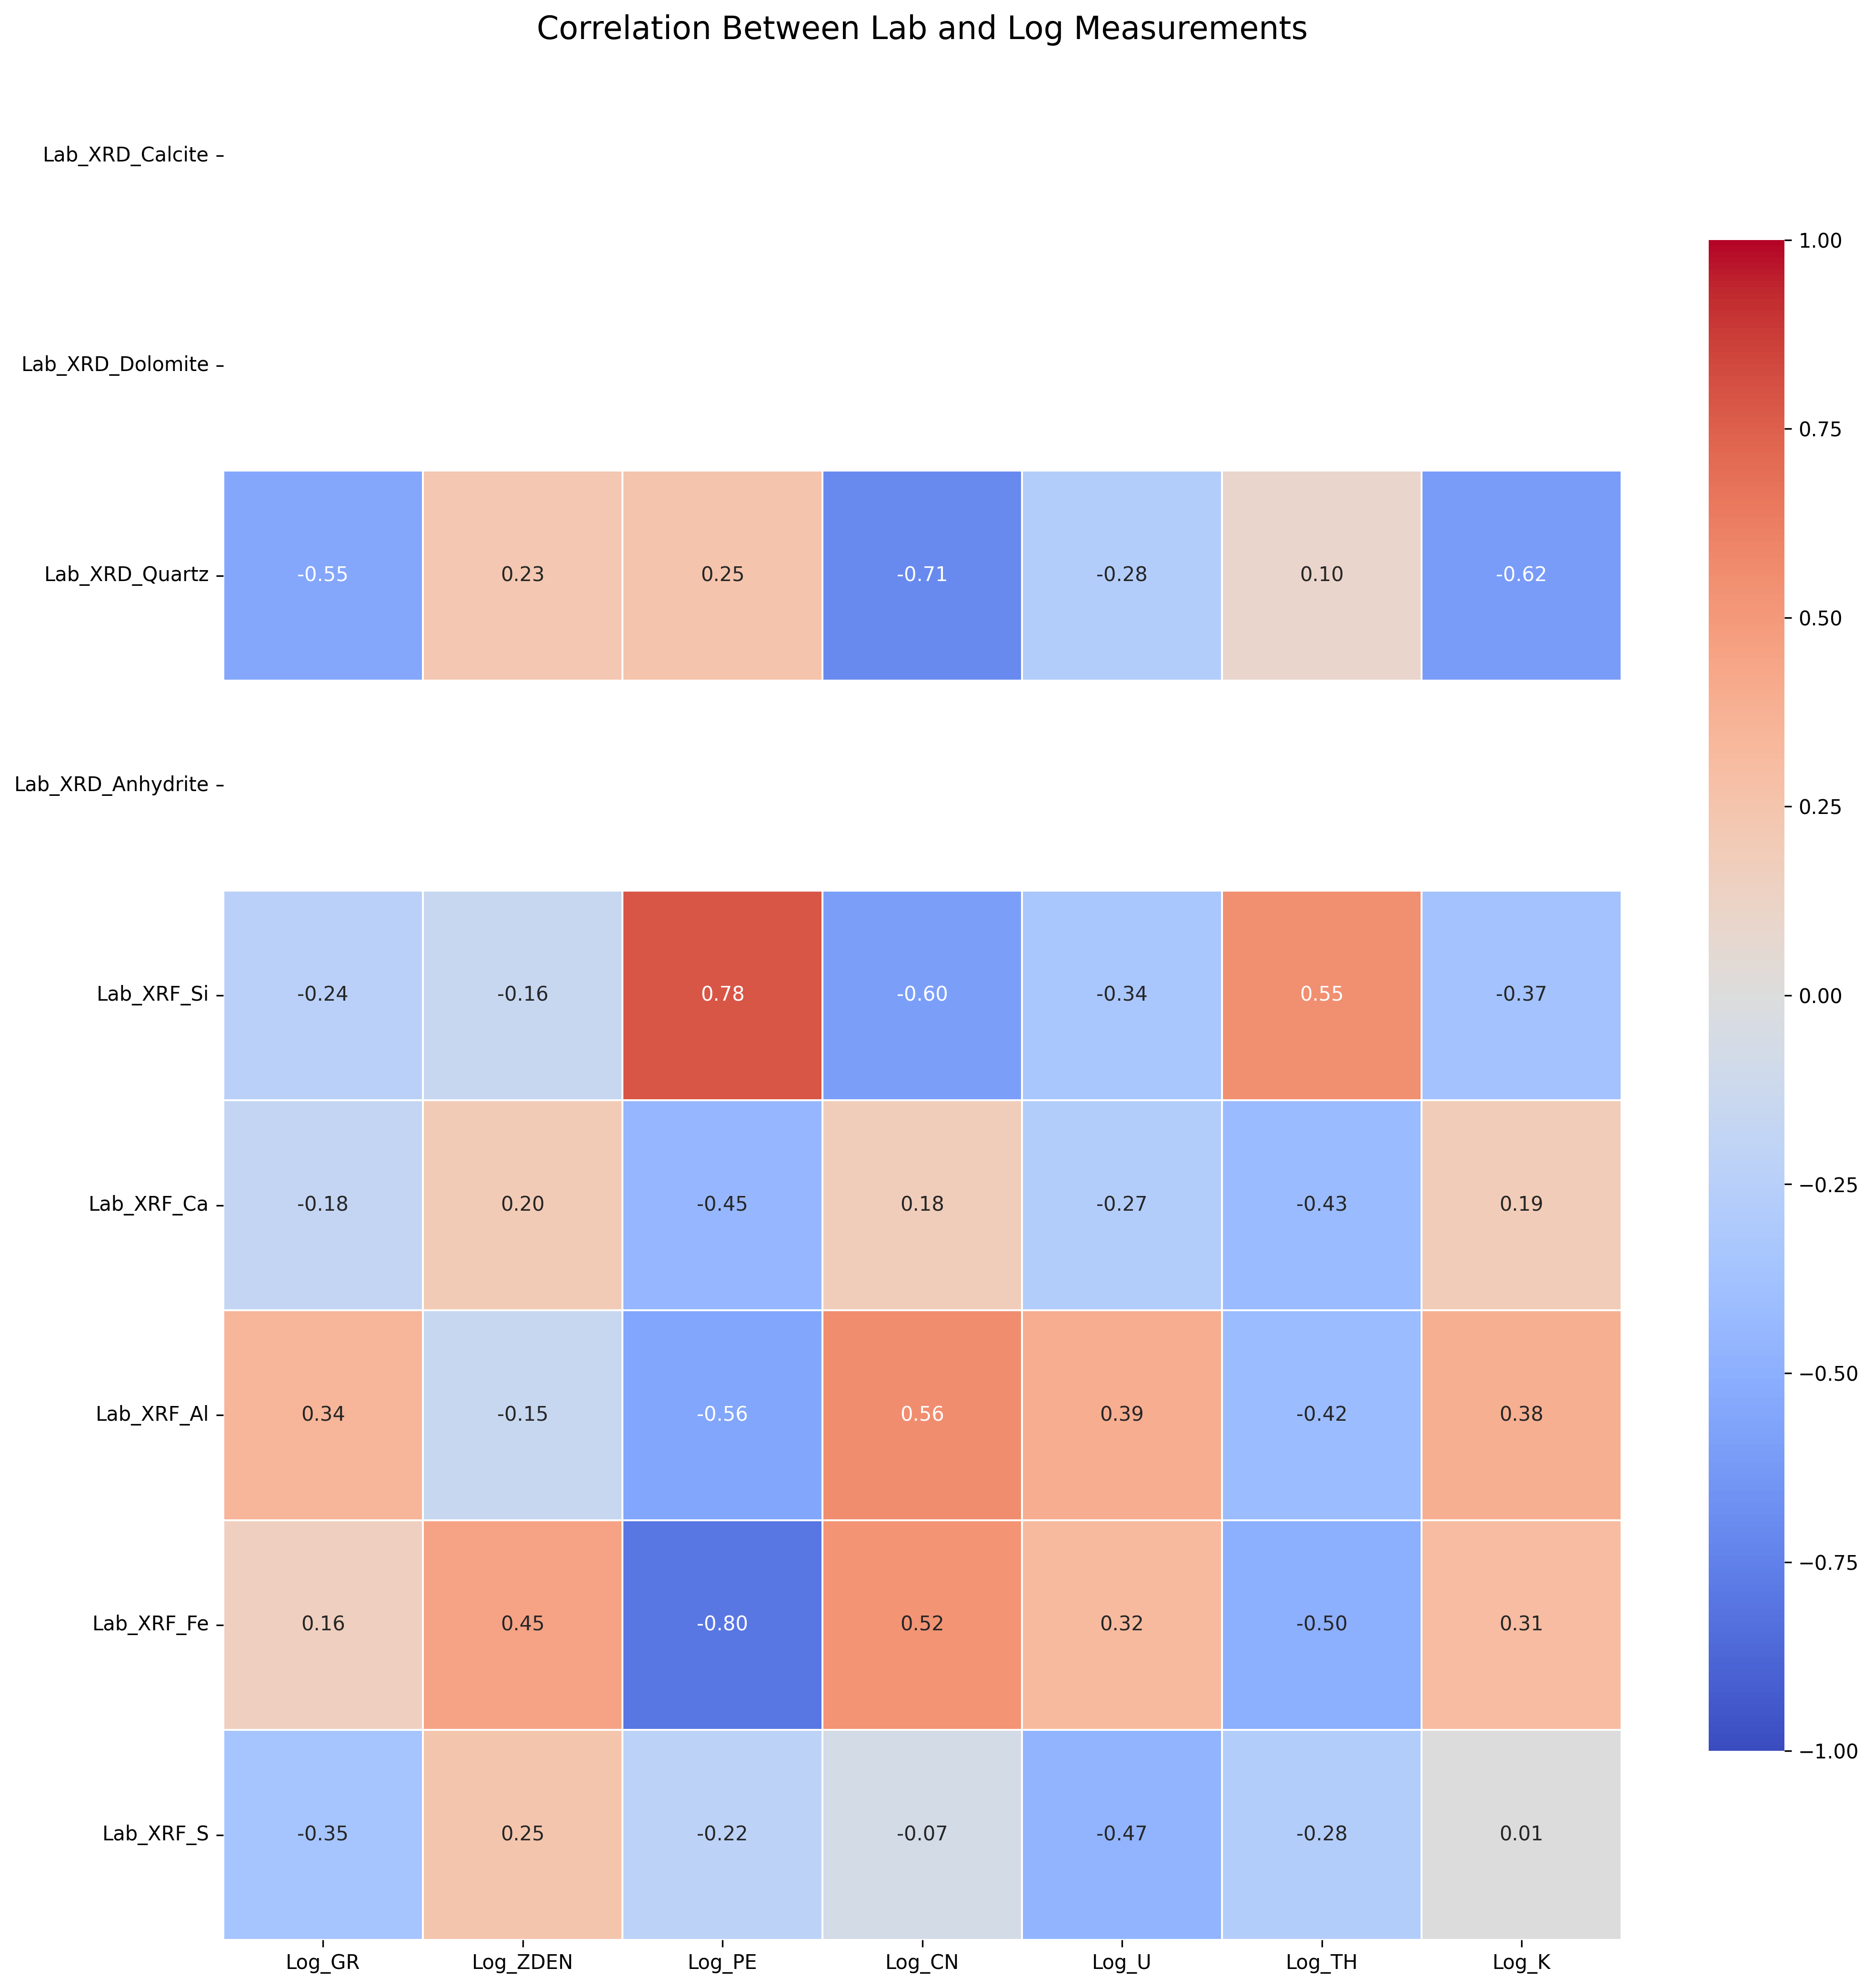 Correlation Between Lab and Log Measurements
Lab_XRD_Calcite
Lab_XRD_Dolomite
Lab_XRD_Quartz -0.55 0.23 0.25 -0.71 -0.28 0.10 -0.62
Lab_XRD_Anhydrite
Lab_XRF_Si -0.24 -0.16 0.78 -0.60 -0.34 0.55 -0.37
Lab_XRF_Ca -0.18 0.20 -0.45 0.18 -0.27 -0.43 0.19
Lab_XRF_Al 0.34 -0.15 -0.56 0.56 0.39 -0.42 0.38
Lab_XRF_Fe 0.16 0.45 -0.80 0.52 0.32 -0.50 0.31
Lab_XRF_S -0.35 0.25 -0.22 -0.07 -0.47 -0.28 0.01
Log_GR Log_ZDEN Log_PE Log_CN Log_U Log_TH Log_K
1.00
0.75
0.50
0.25
0.00
−0.25
−0.50
−0.75
−1.00